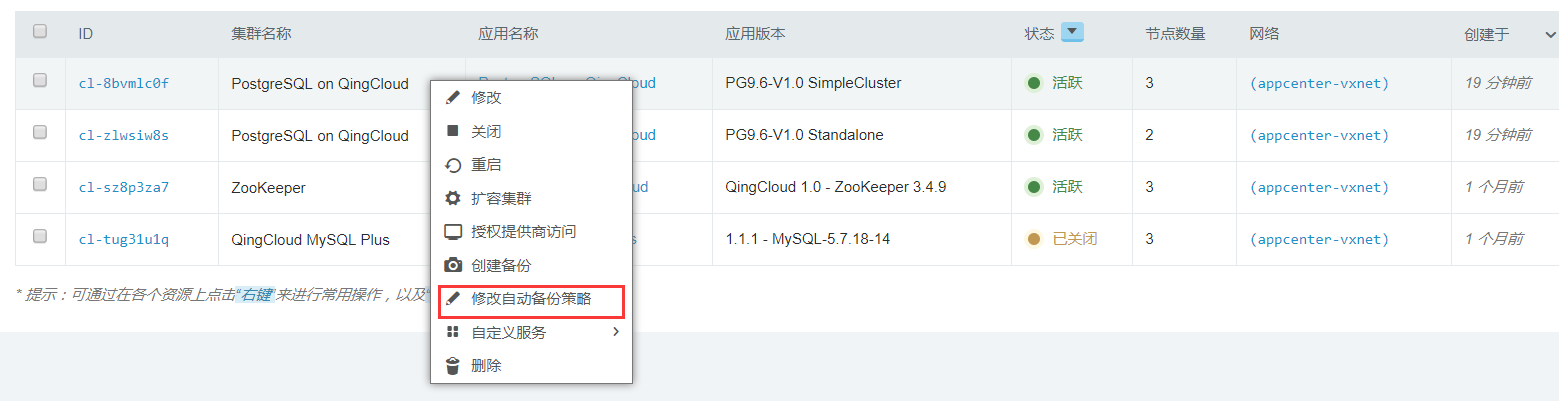 ID 集群名称 应用名称 应用版本 状态 节点数量 网络 创建于
cl-8bvmlc0f PostgreSQL on QingCloud PG9.6-V1.0 SimpleCluster 活跃 3 (appcenter-vxnet) 19 分钟前
修改
关闭
cl-zlwsiw8s PostgreSQL on QingCloud PG9.6-V1.0 Standalone 活跃 2 (appcenter-vxnet) 19 分钟前
重启
cl-sz8p3za7 ZooKeeper QingCloud 1.0 - ZooKeeper 3.4.9 活跃 3 (appcenter-vxnet) 1 个月前
扩容集群
授权提供商访问
cl-tug31u1q QingCloud MySQL Plus 1.1.1 - MySQL-5.7.18-14 已关闭 3 (appcenter-vxnet) 1 个月前
创建备份
* 提示：可通过在各个资源上点击“右键”来进行常用操作，以及“
修改自动备份策略
自定义服务
删除